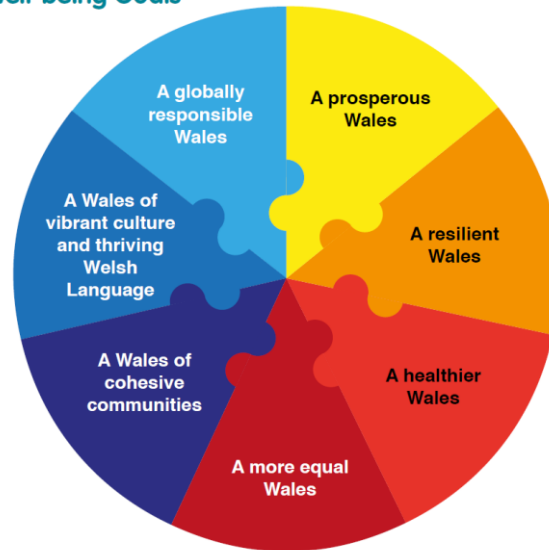 Goals
A prosperous
Wales
A resilient
Wales
A healthier
Wales
A more equal
Wales
A Wales of
cohesive
communities
A Wales of
vibrant culture
and thriving
Welsh
Language
A globally
responsible
Wales